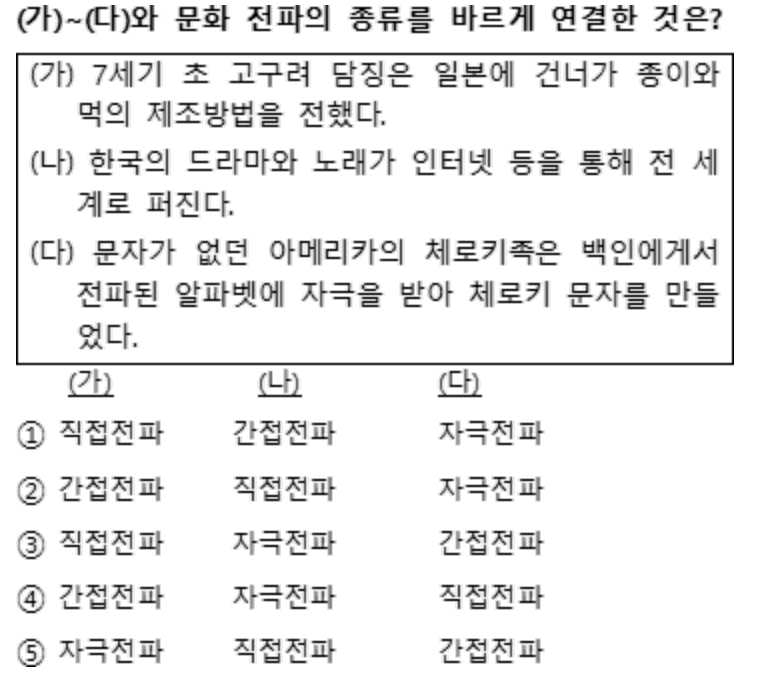 (가)~(다)와 문화 전파의 종류를 바르게 연결한 것은?
(가) 7세기 초 고구려 담징은 일본에 건너가 종이와
먹의 제조방법을 전했다.
(나) 한국의 드라마와 노래가 인터넷 등을 통해 전 세
계로 퍼진다.
(다) 문자가 없던 아메리카의 체로키족은 백인에게서
전파된 알파벳에 자극을 받아 체로키 문자를 만들
었다.
(가) (나) (다)
① 직접전파 간접전파 자극전파
② 간접전파 직접전파 자극전파
③ 직접전파 자극전파 간접전파
④ 간접전파 자극전파 직접전파
⑤ 자극전파 직접전파 간접전파